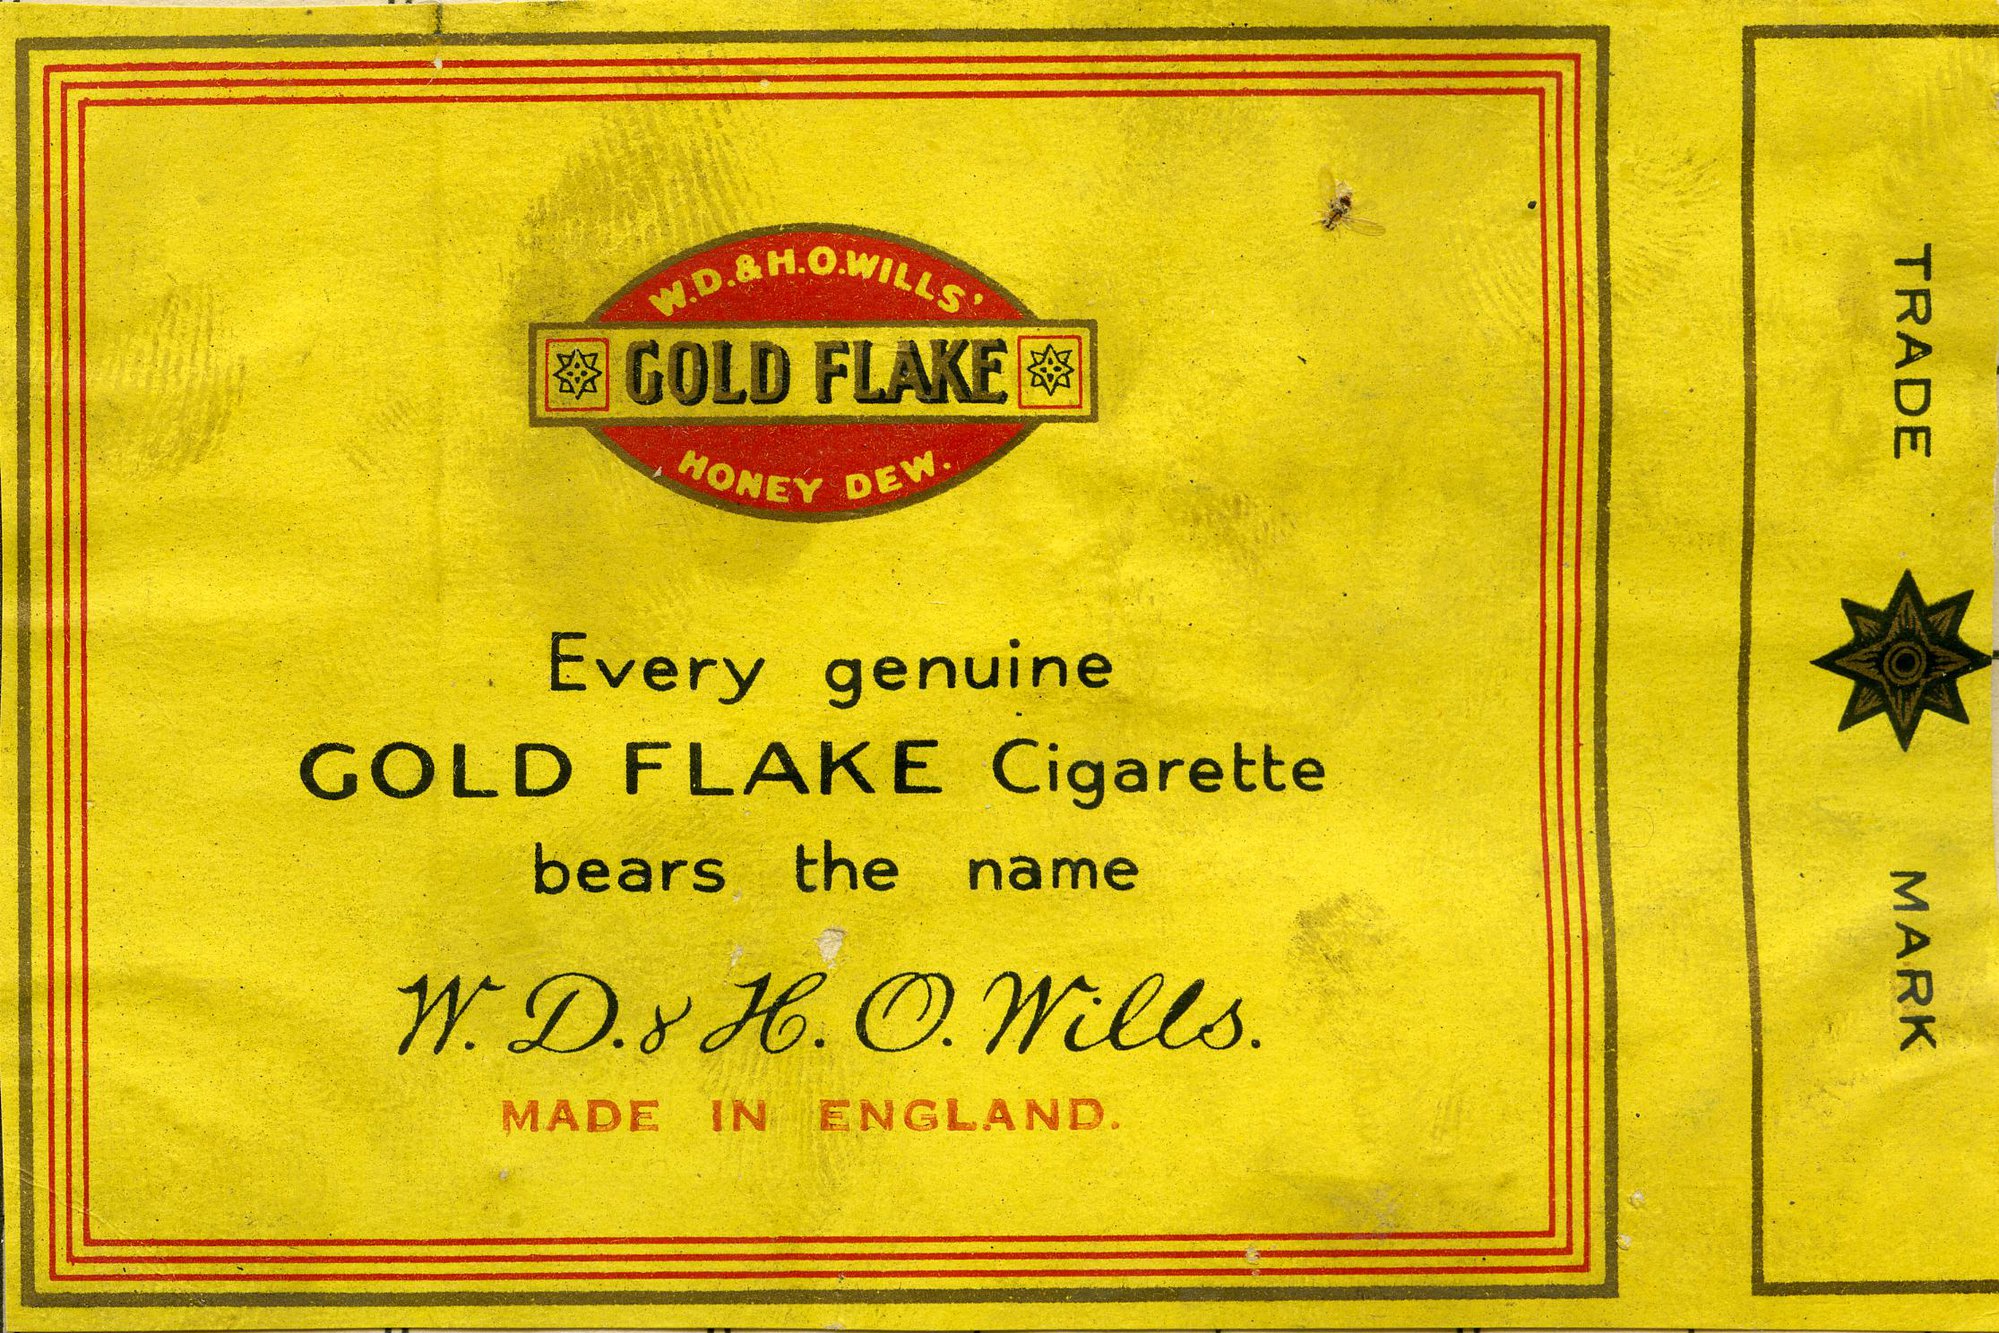 W.D.&H.O.WILLS'
GOLD FLAKE
HONEY DEW.
Every genuine
GOLD FLAKE Cigarette
bears the name
W. D. & H. O. Wills.
MADE IN ENGLAND.
TRADE MARK